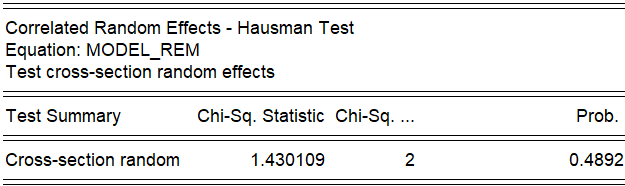 Correlated Random Effects - Hausman Test
Equation: MODEL_REM
Test cross-section random effects
Test Summary Chi-Sq. Statistic Chi-Sq. ... Prob.
Cross-section random 1.430109 2 0.4892